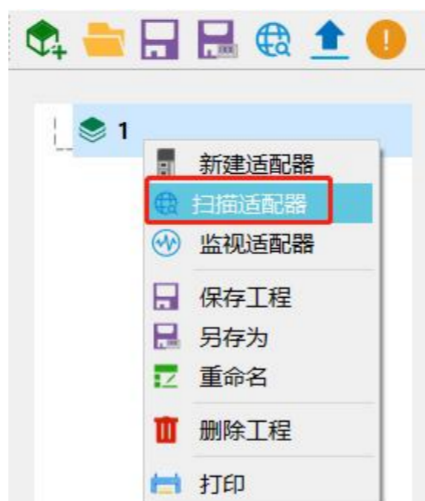 1
新建适配器
扫描适配器
监视适配器
保存工程
另存为
重命名
删除工程
打印